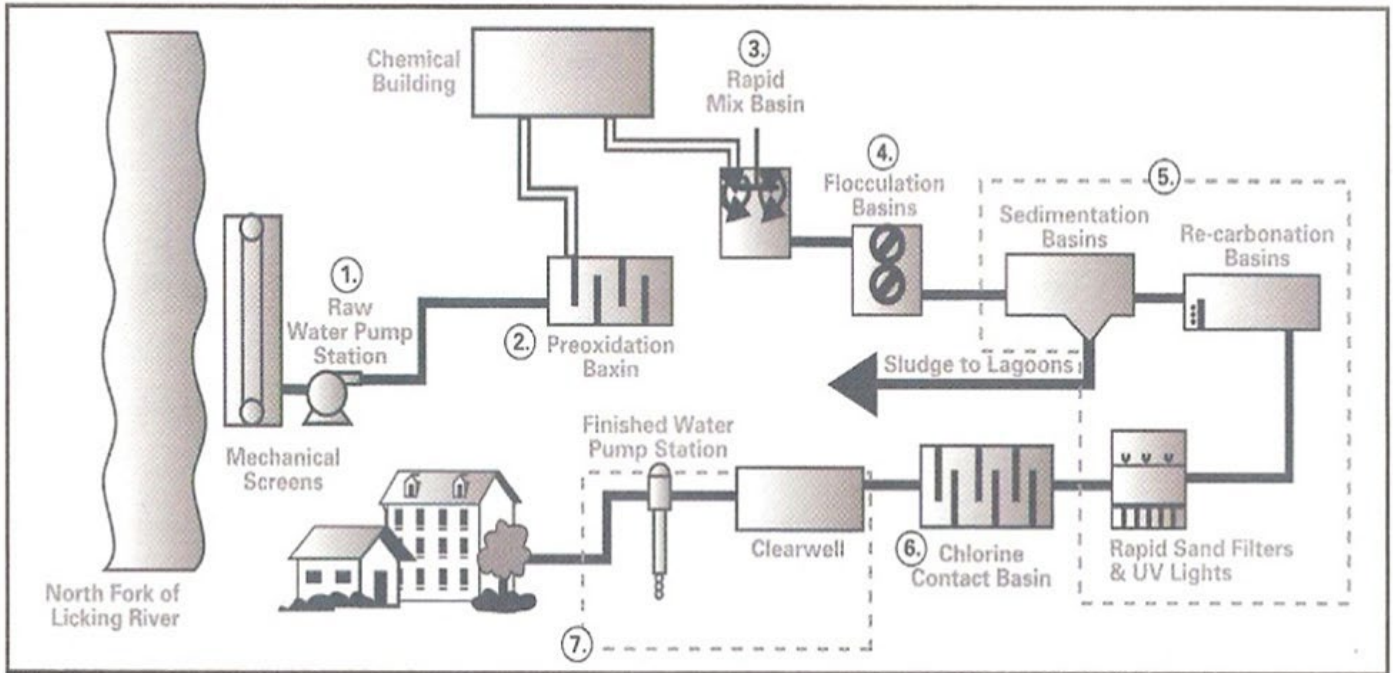 Chemical
Building
3.
Rapid
Mix Basin
4.
Flocculation
Basins
5.
Sedimentation
Basins
Re-carbonation
Basins
1.
Raw
Water Pump
Station
2.
Preoxidation
Baxin
Sludge to Lagoons
Mechanical
Screens
Finished Water
Pump Station
Clearwell
6.
Chlorine
Contact Basin
Rapid Sand Filters
& UV Lights
North Fork of
Licking River
7.